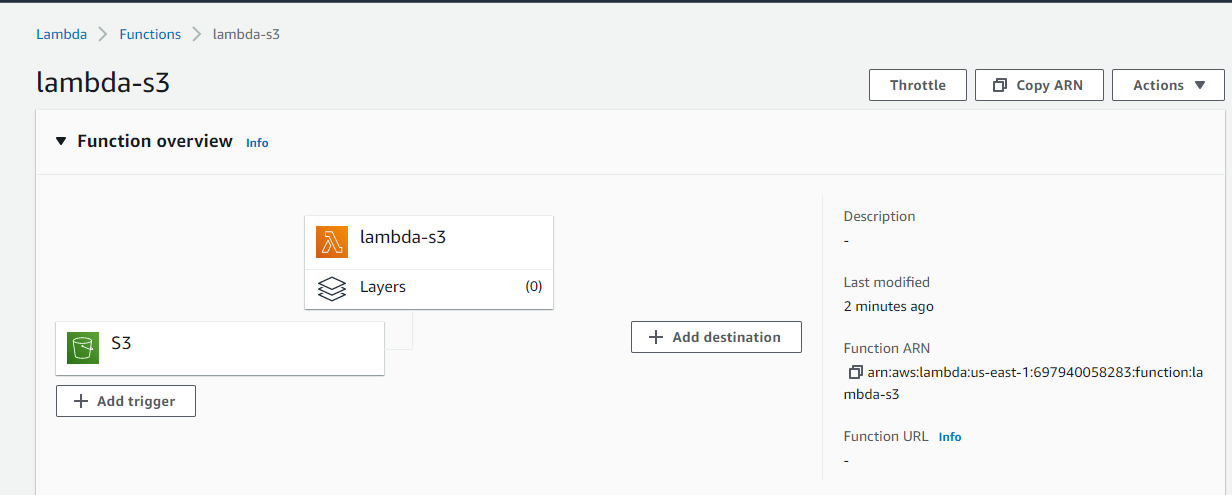 Lambda > Functions > lambda-s3
lambda-s3
Throttle
Copy ARN
Actions
Function overview Info
lambda-s3
Layers (0)
S3
+ Add trigger
+ Add destination
Description
-
Last modified
2 minutes ago
Function ARN
arn:aws:lambda:us-east-1:697940058283:function:la
mbda-s3
Function URL Info
-